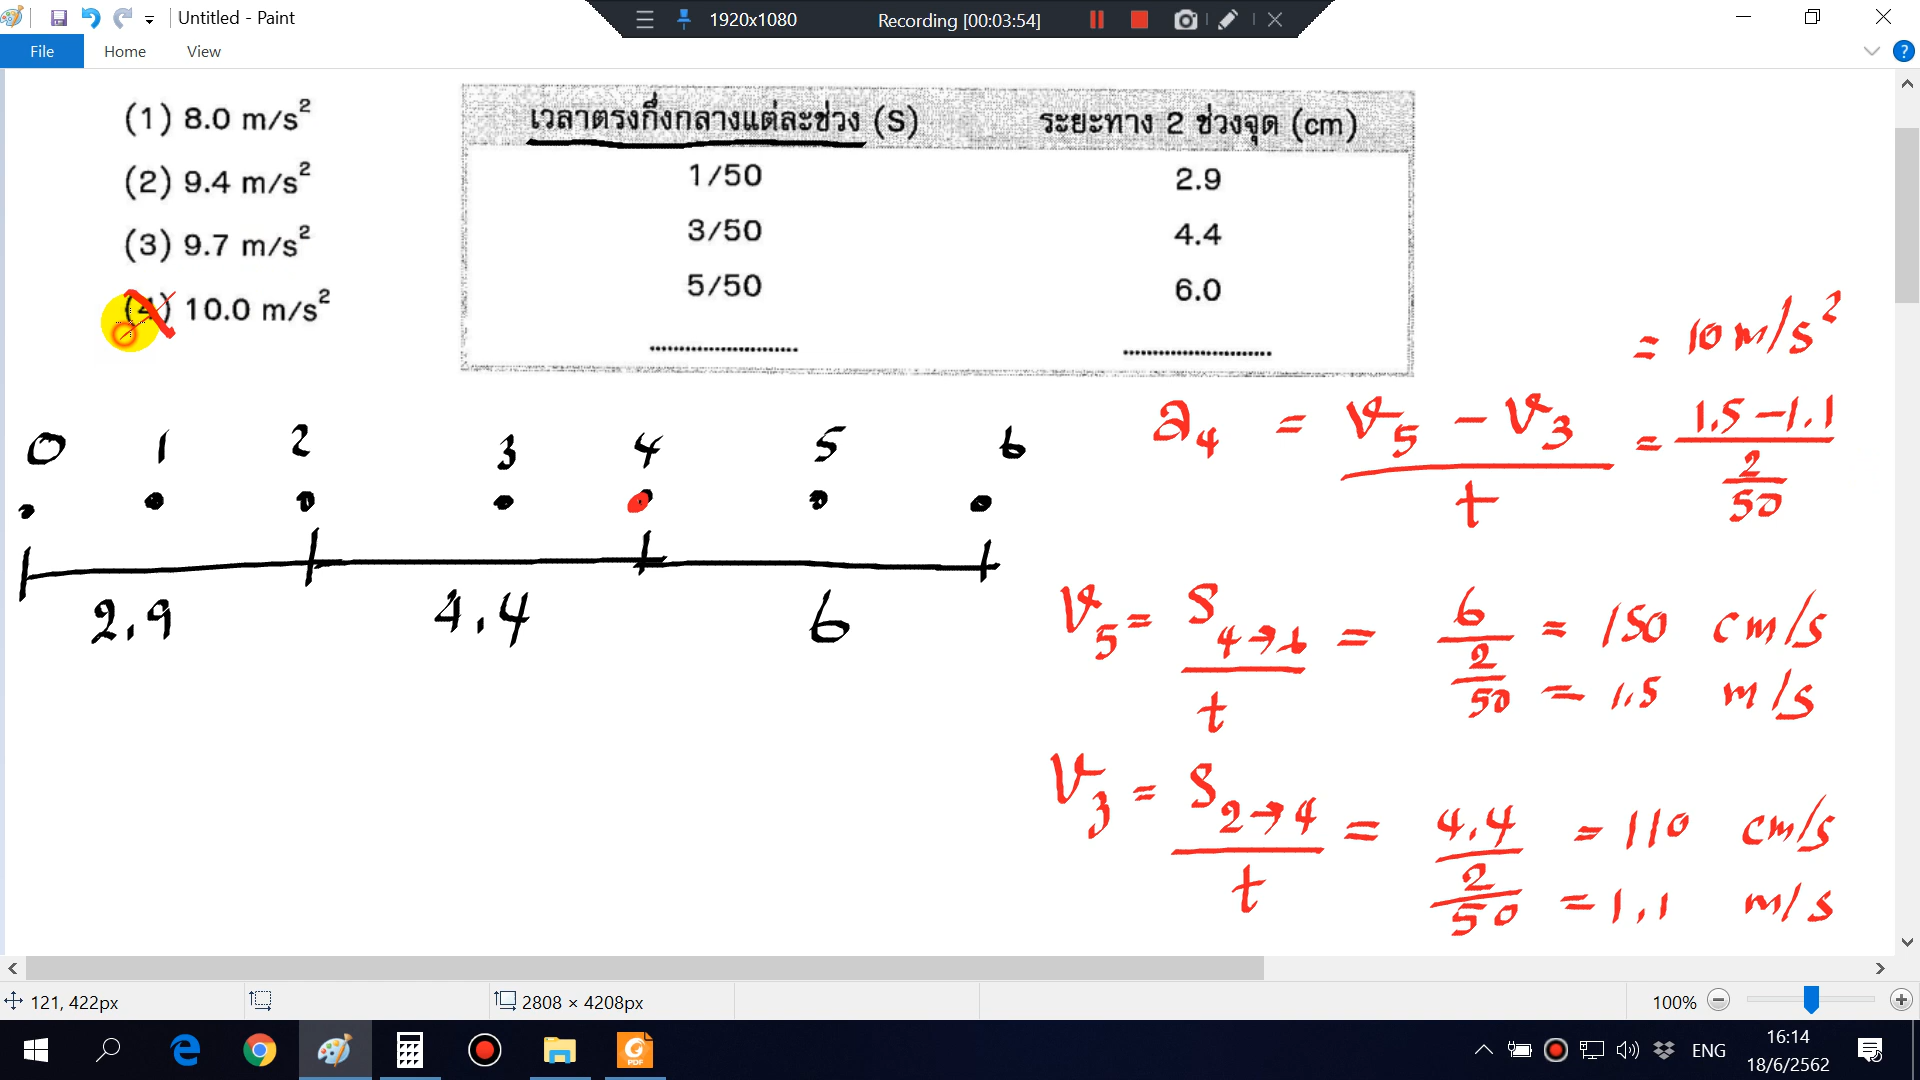 Untitled - Paint
1920x1080
Recording [00:03:54]
File Home View
(1) 8.0 m/s²
(2) 9.4 m/s²
(3) 9.7 m/s²
(4) 10.0 m/s²
เวลาตรงกึ่งกลางแต่ละช่วง (S) ระยะทาง 2 ช่วงจุด (cm)
1/50 2.9
3/50 4.4
5/50 6.0
........................ ........................
= 10 m/s²
a₄ = (v₅ - v₃)/t = (1.5 - 1.1)/(2/50)
0 1 2 3 4 5 6
2.9 4.4 6
v₅ = S₄→₆/t = 6/(2/50) = 150 cm/s
= 1.5 m/s
v₃ = S₂→₄/t = 4.4/(2/50) = 110 cm/s
= 1.1 m/s
121, 422px
2808 × 4208px
100%
PDF
ENG
16:14
18/6/2562